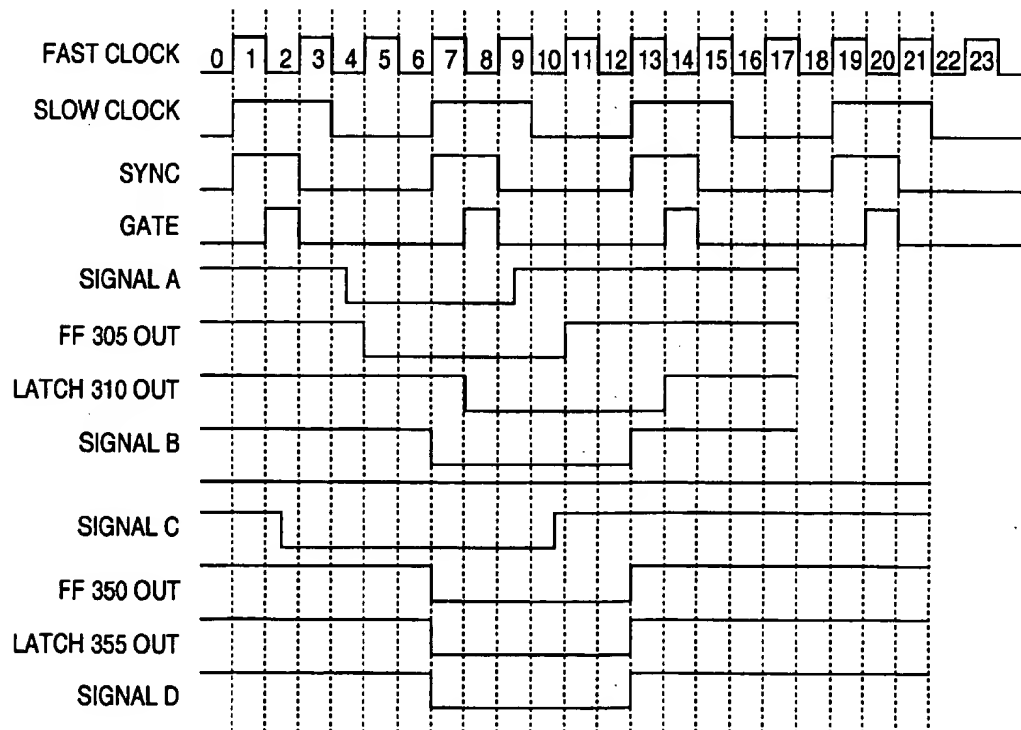 FAST CLOCK 0 1 2 3 4 5 6 7 8 9 10 11 12 13 14 15 16 17 18 19 20 21 22 23
SLOW CLOCK
SYNC
GATE
SIGNAL A
FF 305 OUT
LATCH 310 OUT
SIGNAL B
SIGNAL C
FF 350 OUT
LATCH 355 OUT
SIGNAL D